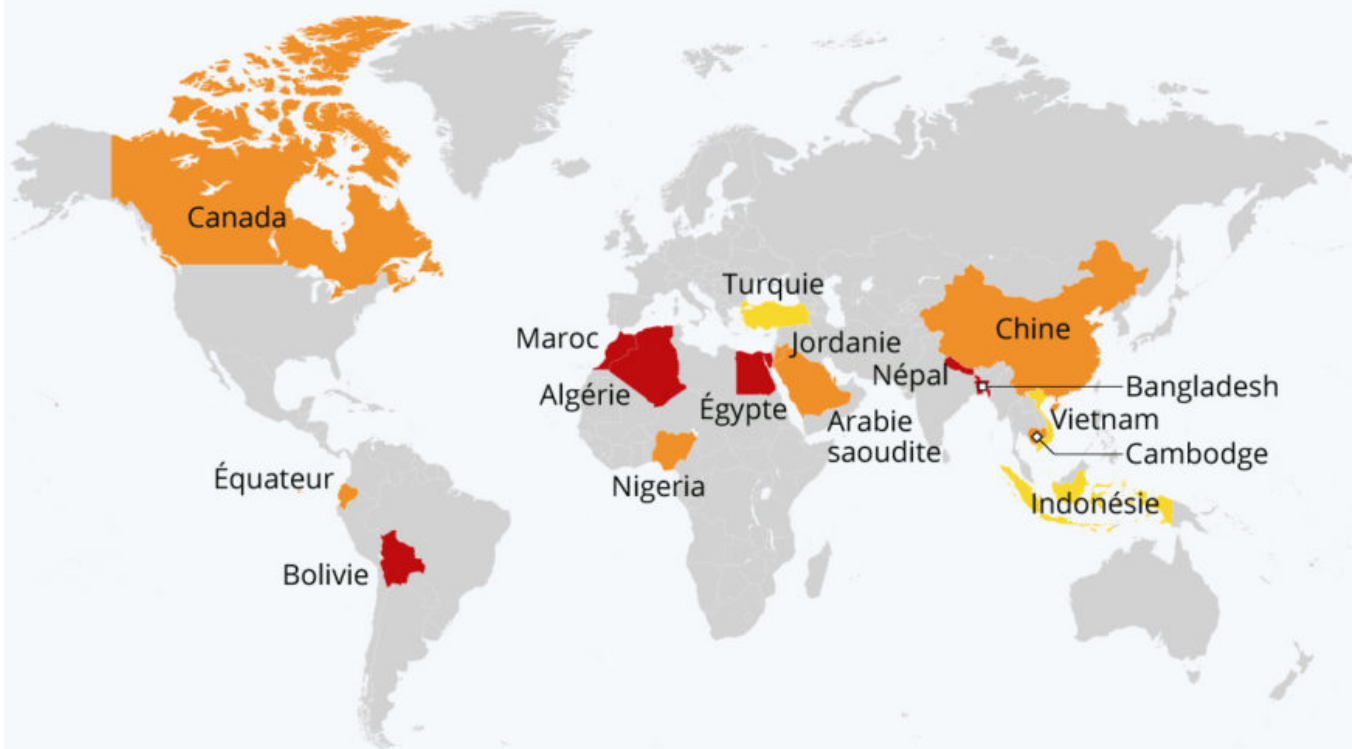 Canada
Turquie
Chine
Maroc
Jordanie
Népal
Bangladesh
Algérie
Égypte
Arabie
saoudite
Vietnam
Cambodge
Équateur
Nigeria
Indonésie
Bolivie